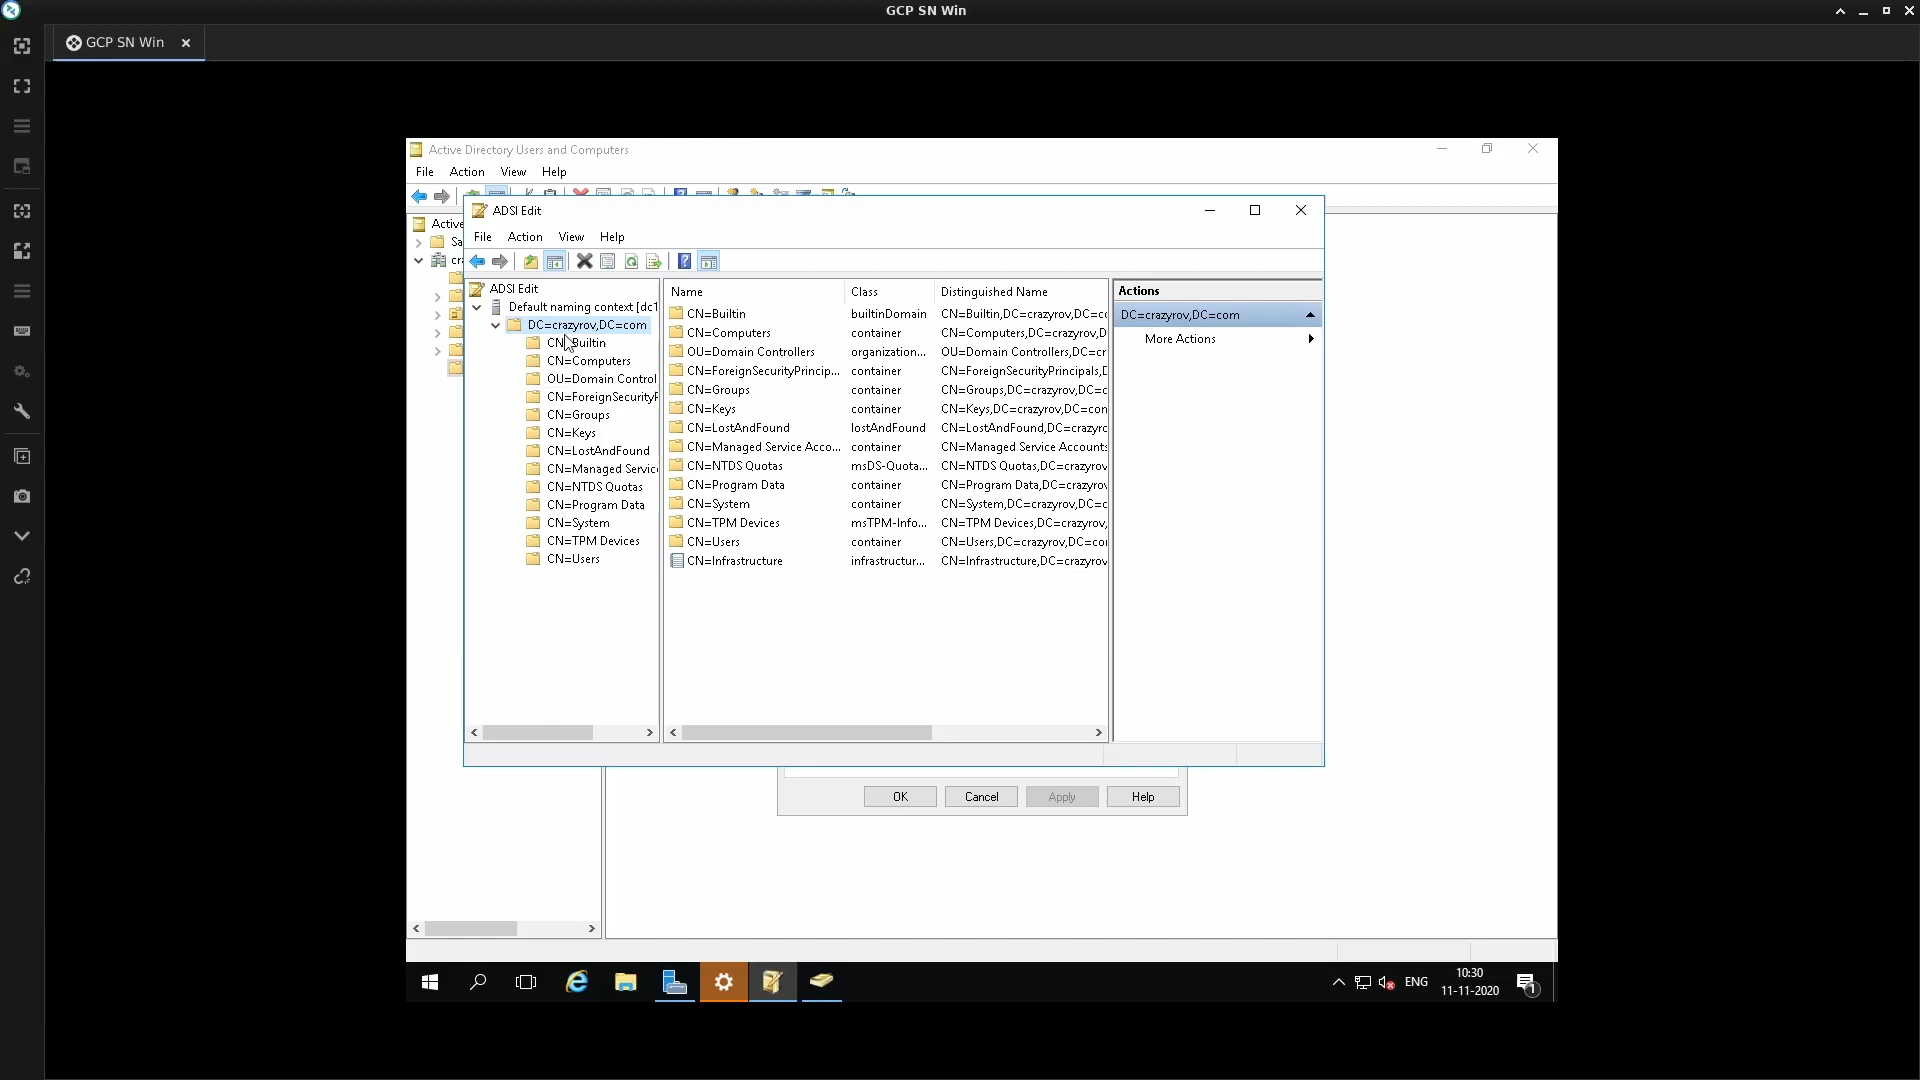 GCP SN Win
GCP SN Win
Active Directory Users and Computers
File Action View Help
ADSI Edit
File Action View Help
ADSI Edit
Default naming context [dc1
DC=crazyrov,DC=com
CN=Builtin
CN=Computers
OU=Domain Control
CN=ForeignSecurityF
CN=Groups
CN=Keys
CN=LostAndFound
CN=Managed Servic
CN=NTDS Quotas
CN=Program Data
CN=System
CN=TPM Devices
CN=Users
Name Class Distinguished Name
CN=Builtin builtinDomain CN=Builtin,DC=crazyrov,DC=co
CN=Computers container CN=Computers,DC=crazyrov,D
OU=Domain Controllers organization... OU=Domain Controllers,DC=cr
CN=ForeignSecurityPrincip... container CN=ForeignSecurityPrincipals,D
CN=Groups container CN=Groups,DC=crazyrov,DC=c
CN=Keys container CN=Keys,DC=crazyrov,DC=con
CN=LostAndFound lostAndFound CN=LostAndFound,DC=crazyrc
CN=Managed Service Acco... container CN=Managed Service Accounts
CN=NTDS Quotas msDS-Quota... CN=NTDS Quotas,DC=crazyrov
CN=Program Data container CN=Program Data,DC=crazyrov
CN=System container CN=System,DC=crazyrov,DC=c
CN=TPM Devices msTPM-Info... CN=TPM Devices,DC=crazyrov,
CN=Users container CN=Users,DC=crazyrov,DC=coi
CN=Infrastructure infrastructur... CN=Infrastructure,DC=crazyrov
Actions
DC=crazyrov,DC=com
More Actions
Active
Sa
cra
OK Cancel Apply Help
ENG
10:30
11-11-2020
1